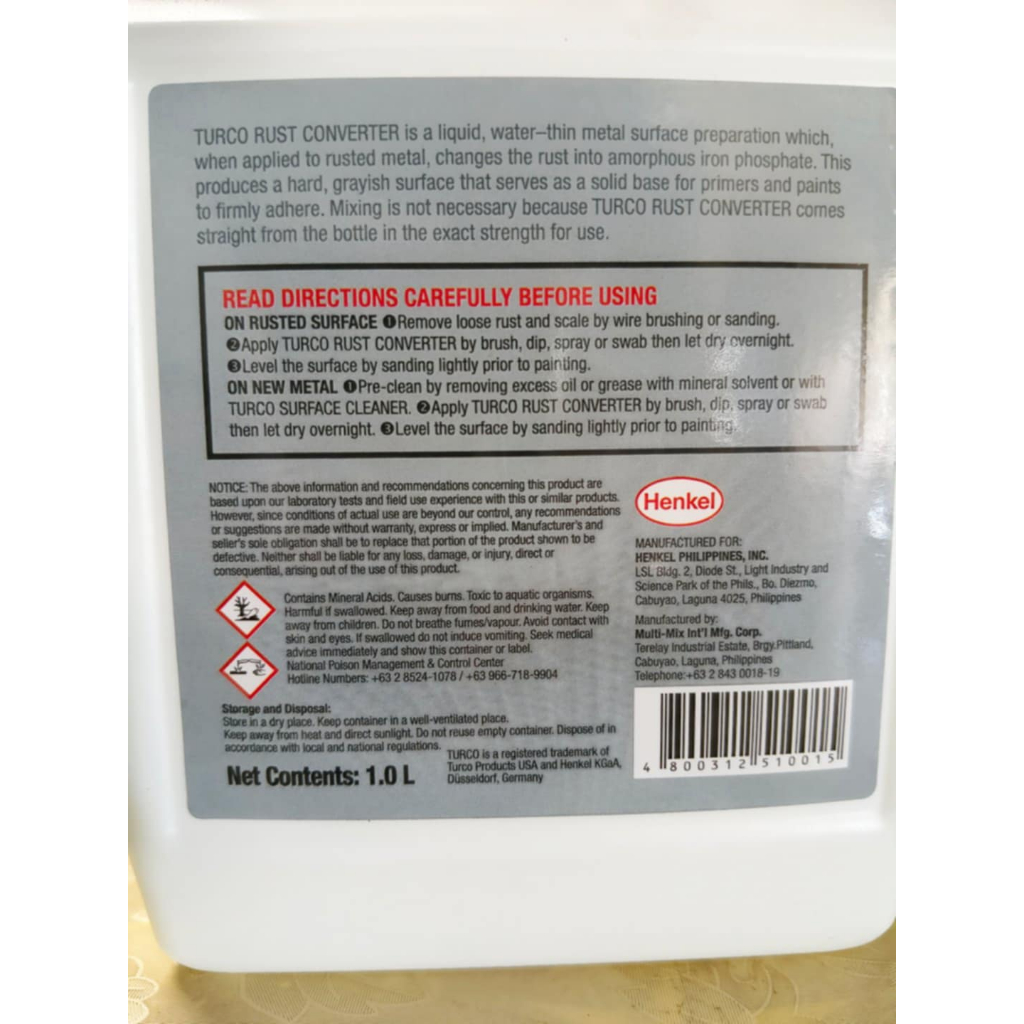 TURCO RUST CONVERTER is a liquid, water–thin metal surface preparation which,
when applied to rusted metal, changes the rust into amorphous iron phosphate. This
produces a hard, grayish surface that serves as a solid base for primers and paints
to firmly adhere. Mixing is not necessary because TURCO RUST CONVERTER comes
straight from the bottle in the exact strength for use.
READ DIRECTIONS CAREFULLY BEFORE USING
ON RUSTED SURFACE ❶Remove loose rust and scale by wire brushing or sanding.
❷Apply TURCO RUST CONVERTER by brush, dip, spray or swab then let dry overnight.
❸Level the surface by sanding lightly prior to painting.
ON NEW METAL ❶Pre-clean by removing excess oil or grease with mineral solvent or with
TURCO SURFACE CLEANER. ❷Apply TURCO RUST CONVERTER by brush, dip, spray or swab
then let dry overnight. ❸Level the surface by sanding lightly prior to painting.
NOTICE: The above information and recommendations concerning this product are
based upon our laboratory tests and field use experience with this or similar products.
However, since conditions of actual use are beyond our control, any recommendations
or suggestions are made without warranty, express or implied. Manufacturer's and
seller's sole obligation shall be to replace that portion of the product shown to be
defective. Neither shall be liable for any loss, damage, or injury, direct or
consequential, arising out of the use of this product.
Contains Mineral Acids. Causes burns. Toxic to aquatic organisms.
Harmful if swallowed. Keep away from food and drinking water. Keep
away from children. Do not breathe fumes/vapour. Avoid contact with
skin and eyes. If swallowed do not induce vomiting. Seek medical
advice immediately and show this container or label.
National Poison Management & Control Center
Hotline Numbers: +63 2 8524-1078 / +63 966-718-9904
Storage and Disposal:
Store in a dry place. Keep container in a well-ventilated place.
Keep away from heat and direct sunlight. Do not reuse empty container. Dispose of in
accordance with local and national regulations.
Net Contents: 1.0 L
TURCO is a registered trademark of
Turco Products USA and Henkel KGaA,
Düsseldorf, Germany
Henkel
MANUFACTURED FOR:
HENKEL PHILIPPINES, INC.
LSL Bldg. 2, Diode St., Light Industry and
Science Park of the Phils., Bo. Diezmo,
Cabuyao, Laguna 4025, Philippines
Manufactured by:
Multi-Mix Int'l Mfg. Corp.
Terelay Industrial Estate, Brgy.Pittland,
Cabuyao, Laguna, Philippines
Telephone:+63 2 843 0018-19
4 800312 510015